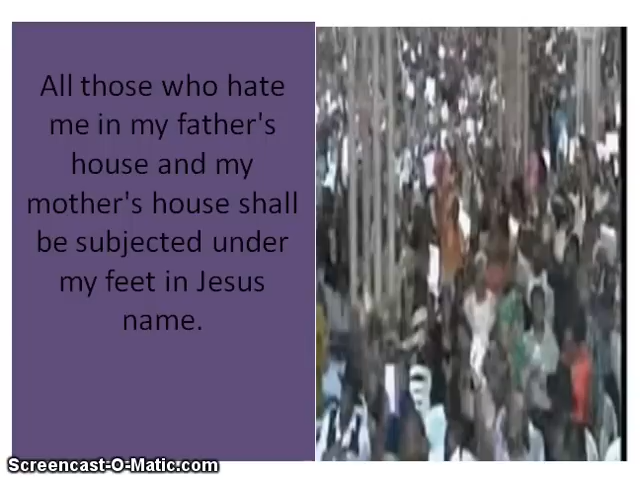 All those who hate
me in my father's
house and my
mother's house shall
be subjected under
my feet in Jesus
name.
Screencast-O-Matic.com